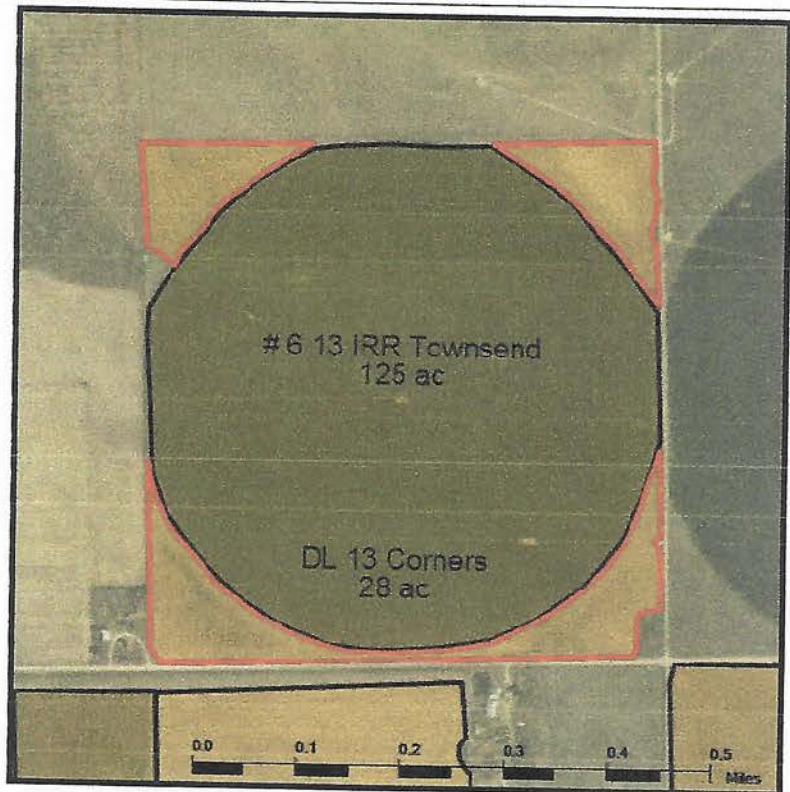 # 6 13 IRR Townsend
125 ac
DL 13 Corners
28 ac
0.0 0.1 0.2 0.3 0.4 0.5
Miles